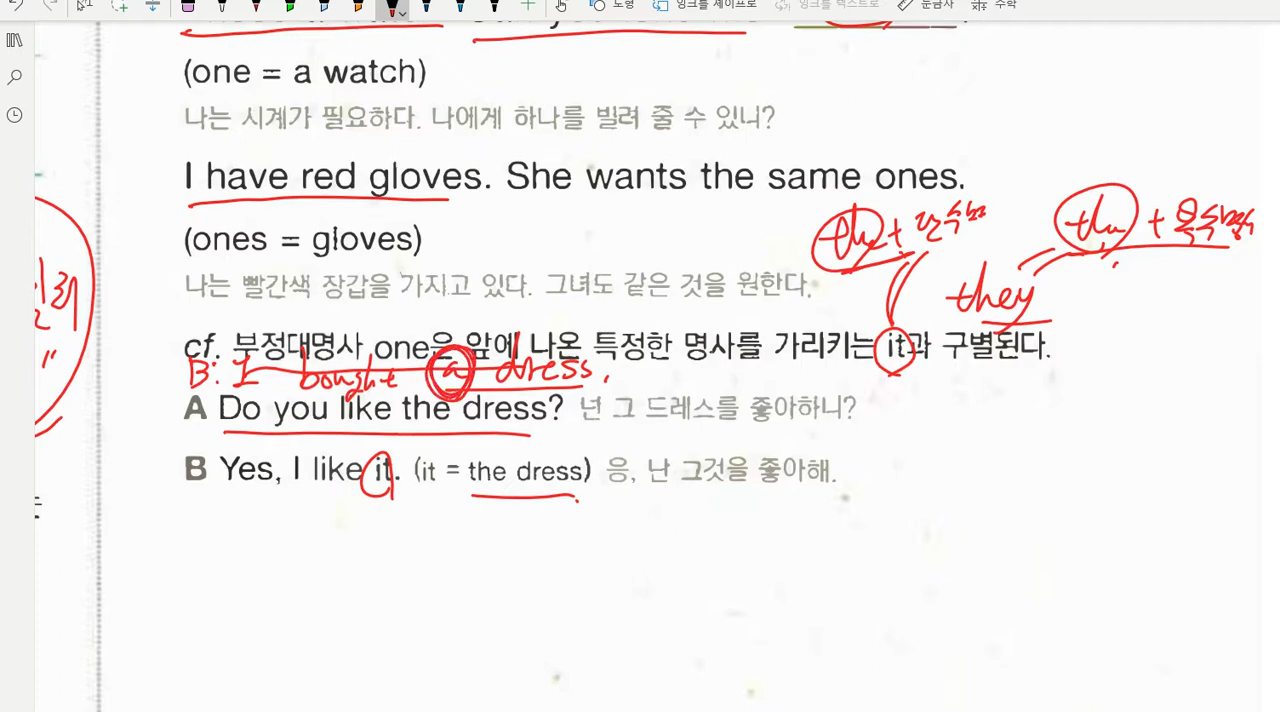 도형
잉크를 셰이프로
잉크를 텍스트로
눈금자
수학
(one = a watch)
나는 시계가 필요하다. 나에게 하나를 빌려 줄 수 있니?
I have red gloves. She wants the same ones.
the + 단수명
the + 복수명
(ones = gloves)
나는 빨간색 장갑을 가지고 있다. 그녀도 같은 것을 원한다.
they
cf. 부정대명사 one은 앞에 나온 특정한 명사를 가리키는 it과 구별된다.
B: I bought a dress.
A Do you like the dress? 넌 그 드레스를 좋아하니?
B Yes, I like it. (it = the dress) 응, 난 그것을 좋아해.